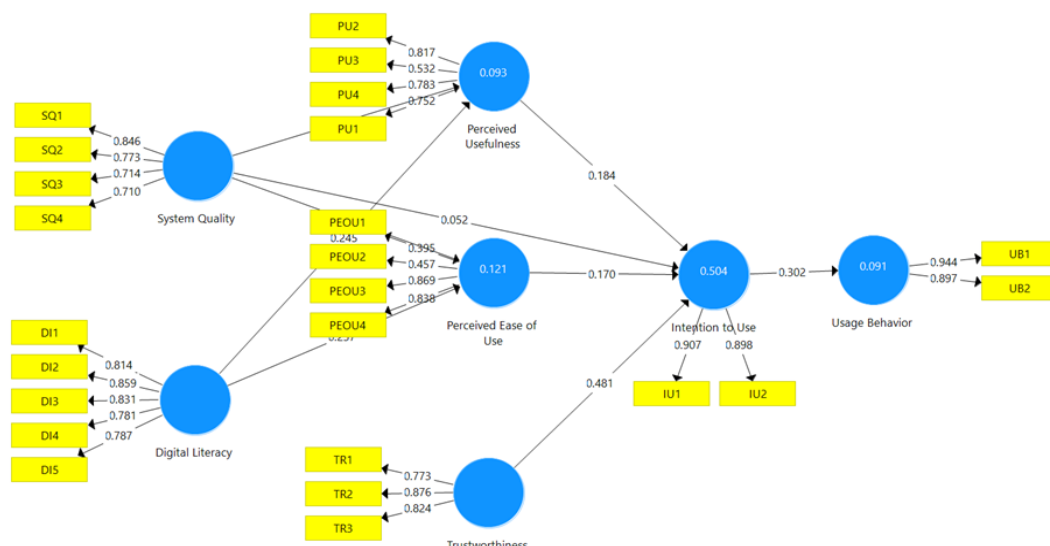 PU2
0.817
PU3
0.532
0.093
PU4
0.783
0.752
PU1
Perceived
Usefulness
SQ1
0.846
SQ2
0.773
SQ3
0.714
0.710
SQ4
System Quality
0.184
0.052
0.245
PEOU1
0.395
PEOU2
0.457
0.121
PEOU3
0.869
0.838
PEOU4
Perceived Ease of
Use
0.170
0.504
Intention to Use
0.302
0.091
Usage Behavior
0.944
UB1
0.897
UB2
0.907
0.898
IU1
IU2
0.481
DI1
0.814
DI2
0.859
DI3
0.831
0.781
DI4
0.787
DI5
Digital Literacy
TR1
0.773
TR2
0.876
0.824
TR3
Trustworthiness